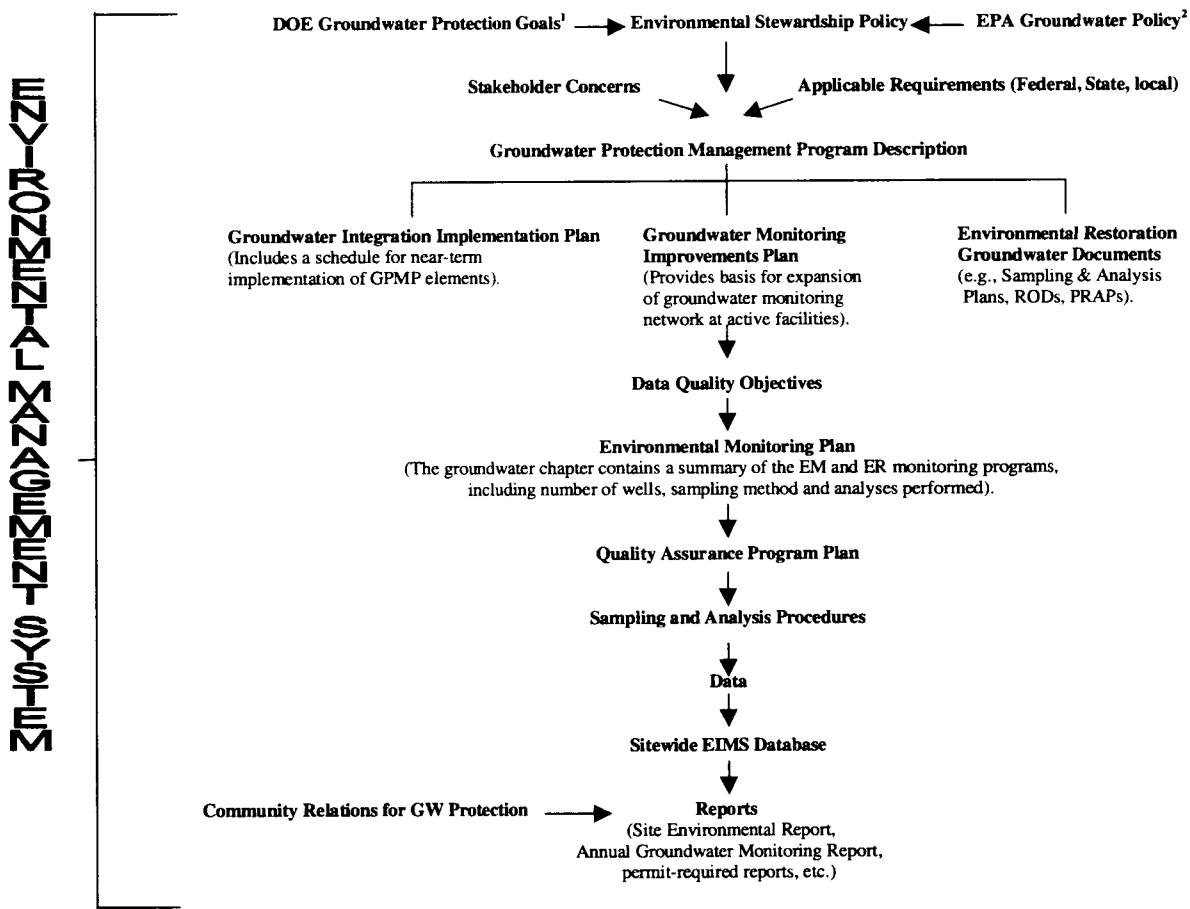 ENVIRONMENTAL MANAGEMENT SYSTEM
DOE Groundwater Protection Goals¹
Environmental Stewardship Policy
EPA Groundwater Policy²
Stakeholder Concerns
Applicable Requirements (Federal, State, local)
Groundwater Protection Management Program Description
Groundwater Integration Implementation Plan
(Includes a schedule for near-term
implementation of GPMP elements).
Groundwater Monitoring
Improvements Plan
(Provides basis for expansion
of groundwater monitoring
network at active facilities).
Environmental Restoration
Groundwater Documents
(e.g., Sampling & Analysis
Plans, RODs, PRAPs).
Data Quality Objectives
Environmental Monitoring Plan
(The groundwater chapter contains a summary of the EM and ER monitoring programs,
including number of wells, sampling method and analyses performed).
Quality Assurance Program Plan
Sampling and Analysis Procedures
Data
Sitewide EIMS Database
Community Relations for GW Protection
Reports
(Site Environmental Report,
Annual Groundwater Monitoring Report,
permit-required reports, etc.)